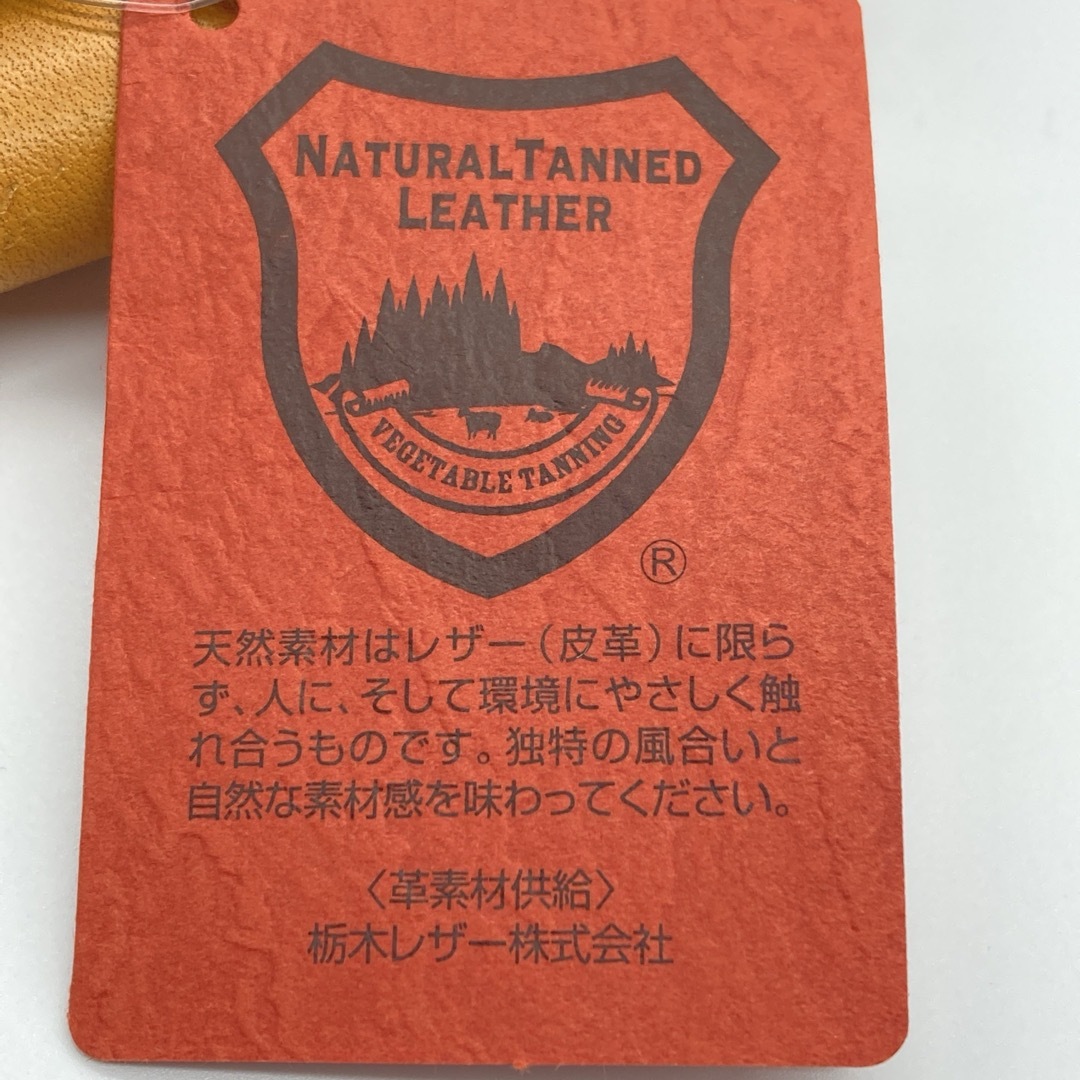 NATURALTANNED
LEATHER
VEGETABLE TANNING
®
天然素材はレザー(皮革)に限ら
ず、人に、そして環境にやさしく触
れ合うものです。独特の風合いと
自然な素材感を味わってください。
〈革素材供給〉
栃木レザー株式会社